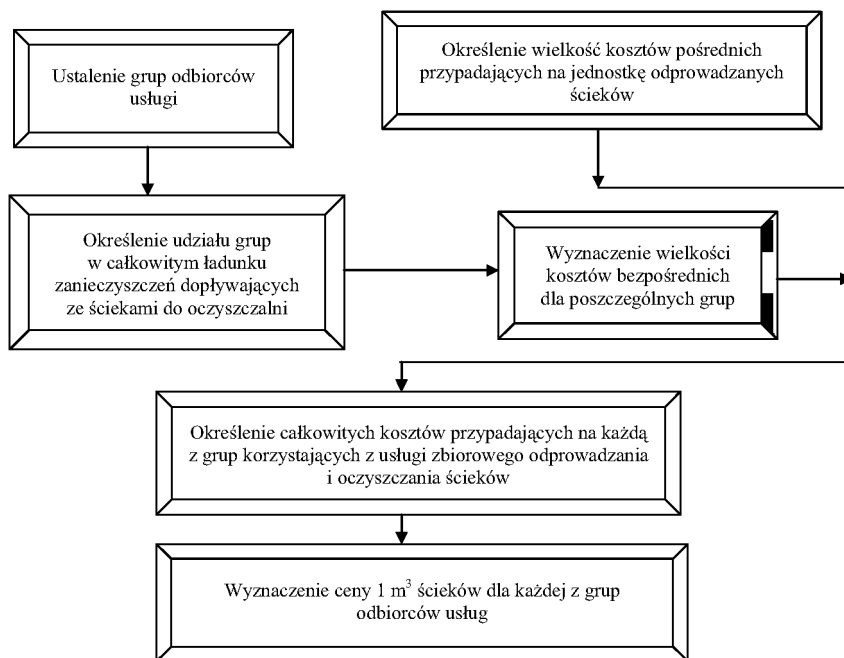 Ustalenie grup odbiorców
usługi
Określenie wielkość kosztów pośrednich
przypadających na jednostkę odprowadzanych
ścieków
Określenie udziału grup
w całkowitym ładunku
zanieczyszczeń dopływających
ze ściekami do oczyszczalni
Wyznaczenie wielkości
kosztów bezpośrednich
dla poszczególnych grup
Określenie całkowitych kosztów przypadających na każdą
z grup korzystających z usługi zbiorowego odprowadzania
i oczyszczania ścieków
Wyznaczenie ceny 1 m³ ścieków dla każdej z grup
odbiorców usług